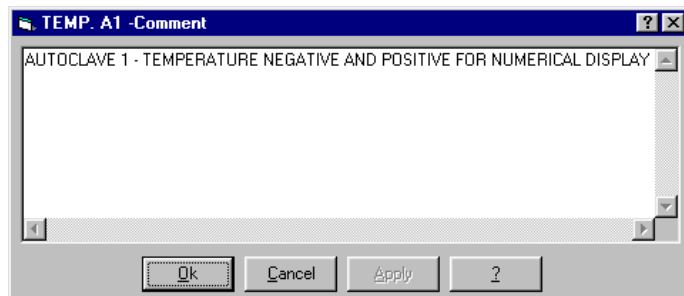 TEMP. A1 -Comment
AUTOCLAVE 1 - TEMPERATURE NEGATIVE AND POSITIVE FOR NUMERICAL DISPLAY
Ok Cancel Apply ?